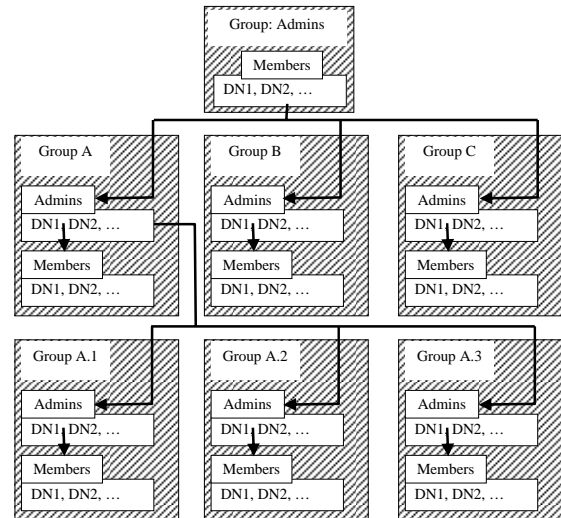 Group: Admins
Members
DN1, DN2, …
Group A
Admins
DN1, DN2, …
Members
DN1, DN2, …
Group B
Admins
DN1, DN2, …
Members
DN1, DN2, …
Group C
Admins
DN1, DN2, …
Members
DN1, DN2, …
Group A.1
Admins
DN1, DN2, …
Members
DN1, DN2, …
Group A.2
Admins
DN1, DN2, …
Members
DN1, DN2, …
Group A.3
Admins
DN1, DN2, …
Members
DN1, DN2, …